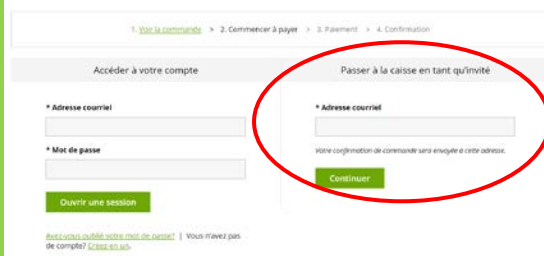 1. Voir la commande > 2. Commencer à payer > 3. Paiement > 4. Confirmation
Accéder à votre compte
* Adresse courriel
* Mot de passe
Ouvrir une session
Avez-vous oublié votre mot de passe? | Vous n'avez pas
de compte? Créez en un.
Passer à la caisse en tant qu'invité
* Adresse courriel
Votre confirmation de commande sera envoyée à cette adresse.
Continuer